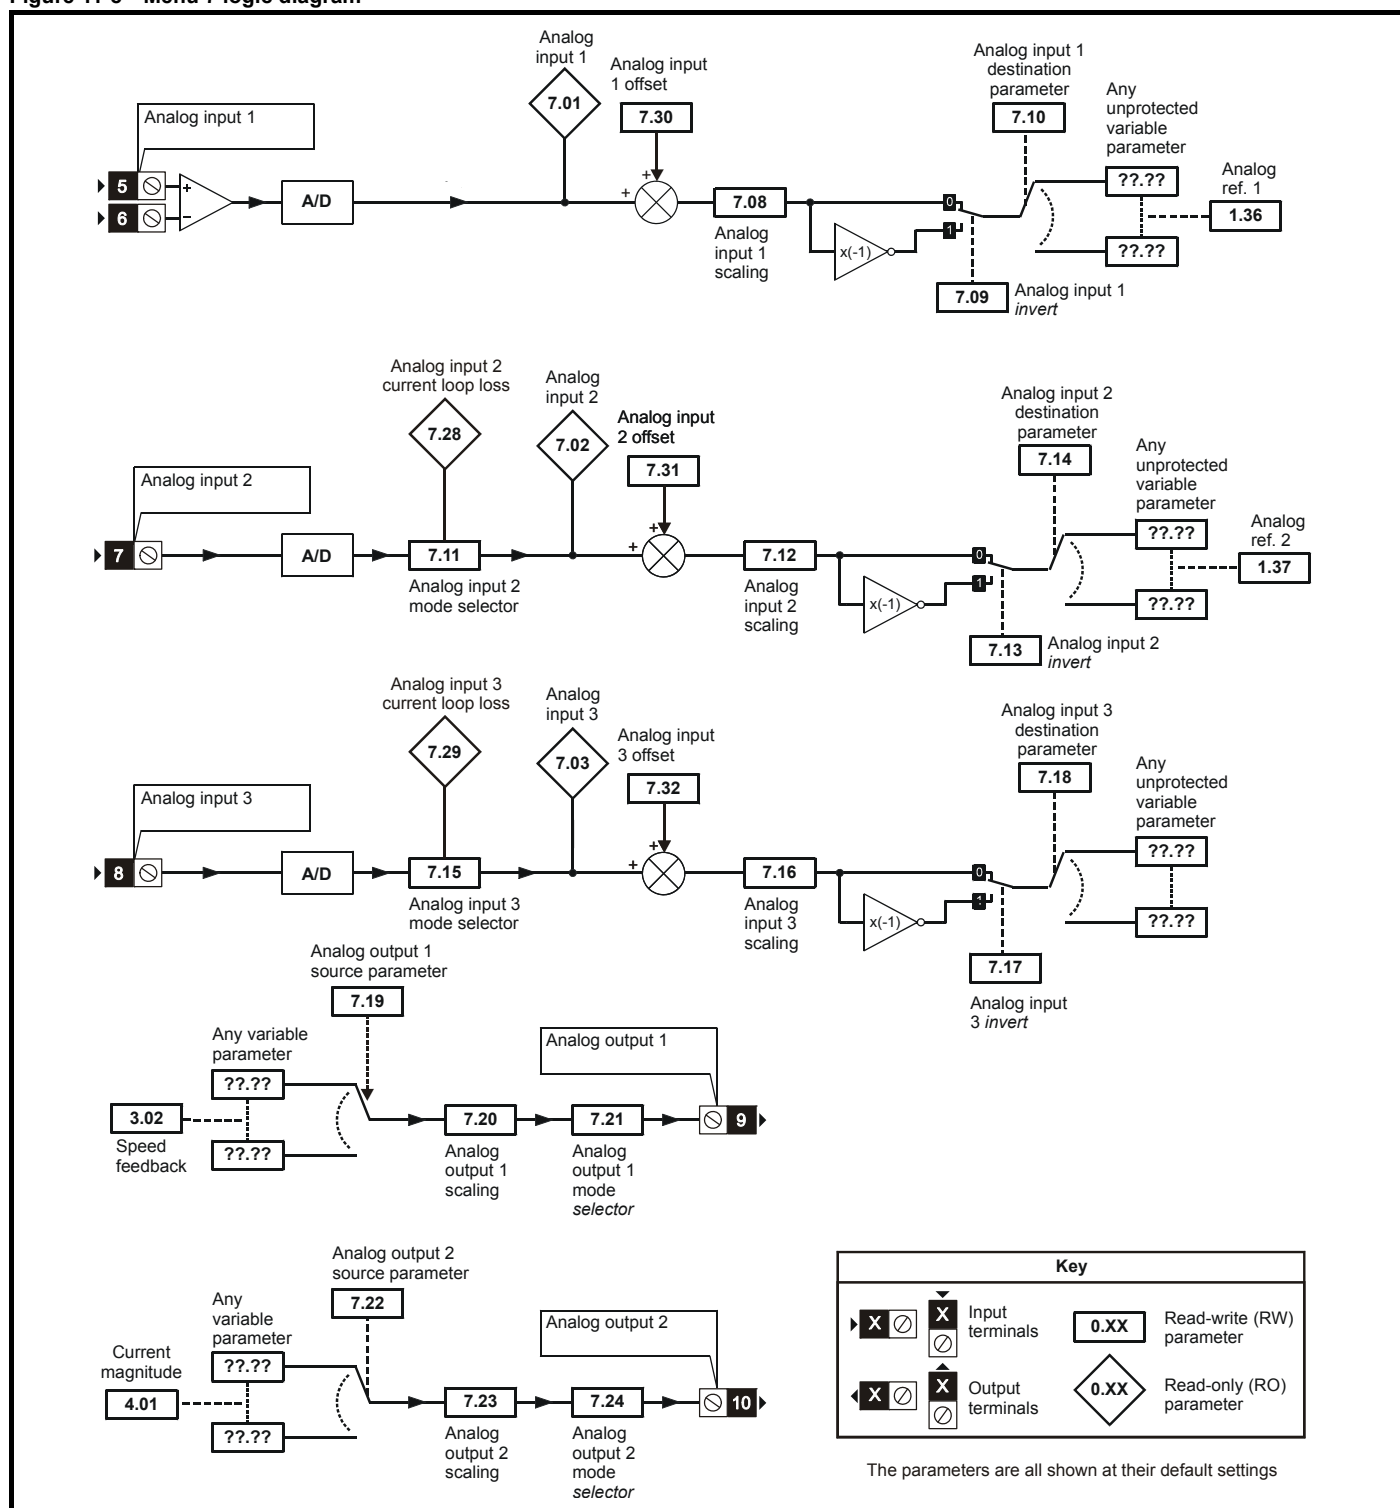 Figure 11-8 Menu 7 logic diagram
Analog
input 1
7.01
Analog input
1 offset
7.30
Analog input 1
destination
parameter
7.10
Any
unprotected
variable
parameter
??.??
??.??
Analog
ref. 1
1.36
Analog input 1
5
6
+
−
A/D
+
+
7.08
Analog
input 1
scaling
x(-1)
0
1
7.09
Analog input 1
invert
Analog input 2
current loop loss
7.28
Analog
input 2
7.02
Analog input
2 offset
7.31
Analog input 2
destination
parameter
7.14
Any
unprotected
variable
parameter
??.??
??.??
Analog
ref. 2
1.37
Analog input 2
7
A/D
7.11
Analog input 2
mode selector
+
+
7.12
Analog
input 2
scaling
x(-1)
0
1
7.13
Analog input 2
invert
Analog input 3
current loop loss
7.29
Analog
input 3
7.03
Analog input
3 offset
7.32
Analog input 3
destination
parameter
7.18
Any
unprotected
variable
parameter
??.??
??.??
Analog input 3
8
A/D
7.15
Analog input 3
mode selector
+
+
7.16
Analog
input 3
scaling
x(-1)
0
1
7.17
Analog input
3 invert
Analog output 1
source parameter
7.19
Any variable
parameter
??.??
??.??
3.02
Speed
feedback
7.20
Analog
output 1
scaling
7.21
Analog
output 1
mode
selector
Analog output 1
9
Analog output 2
source parameter
7.22
Any
variable
parameter
??.??
??.??
Current
magnitude
4.01
7.23
Analog
output 2
scaling
7.24
Analog
output 2
mode
selector
Analog output 2
10
Key
X
X
Input
terminals
0.XX
Read-write (RW)
parameter
X
X
Output
terminals
0.XX
Read-only (RO)
parameter
The parameters are all shown at their default settings